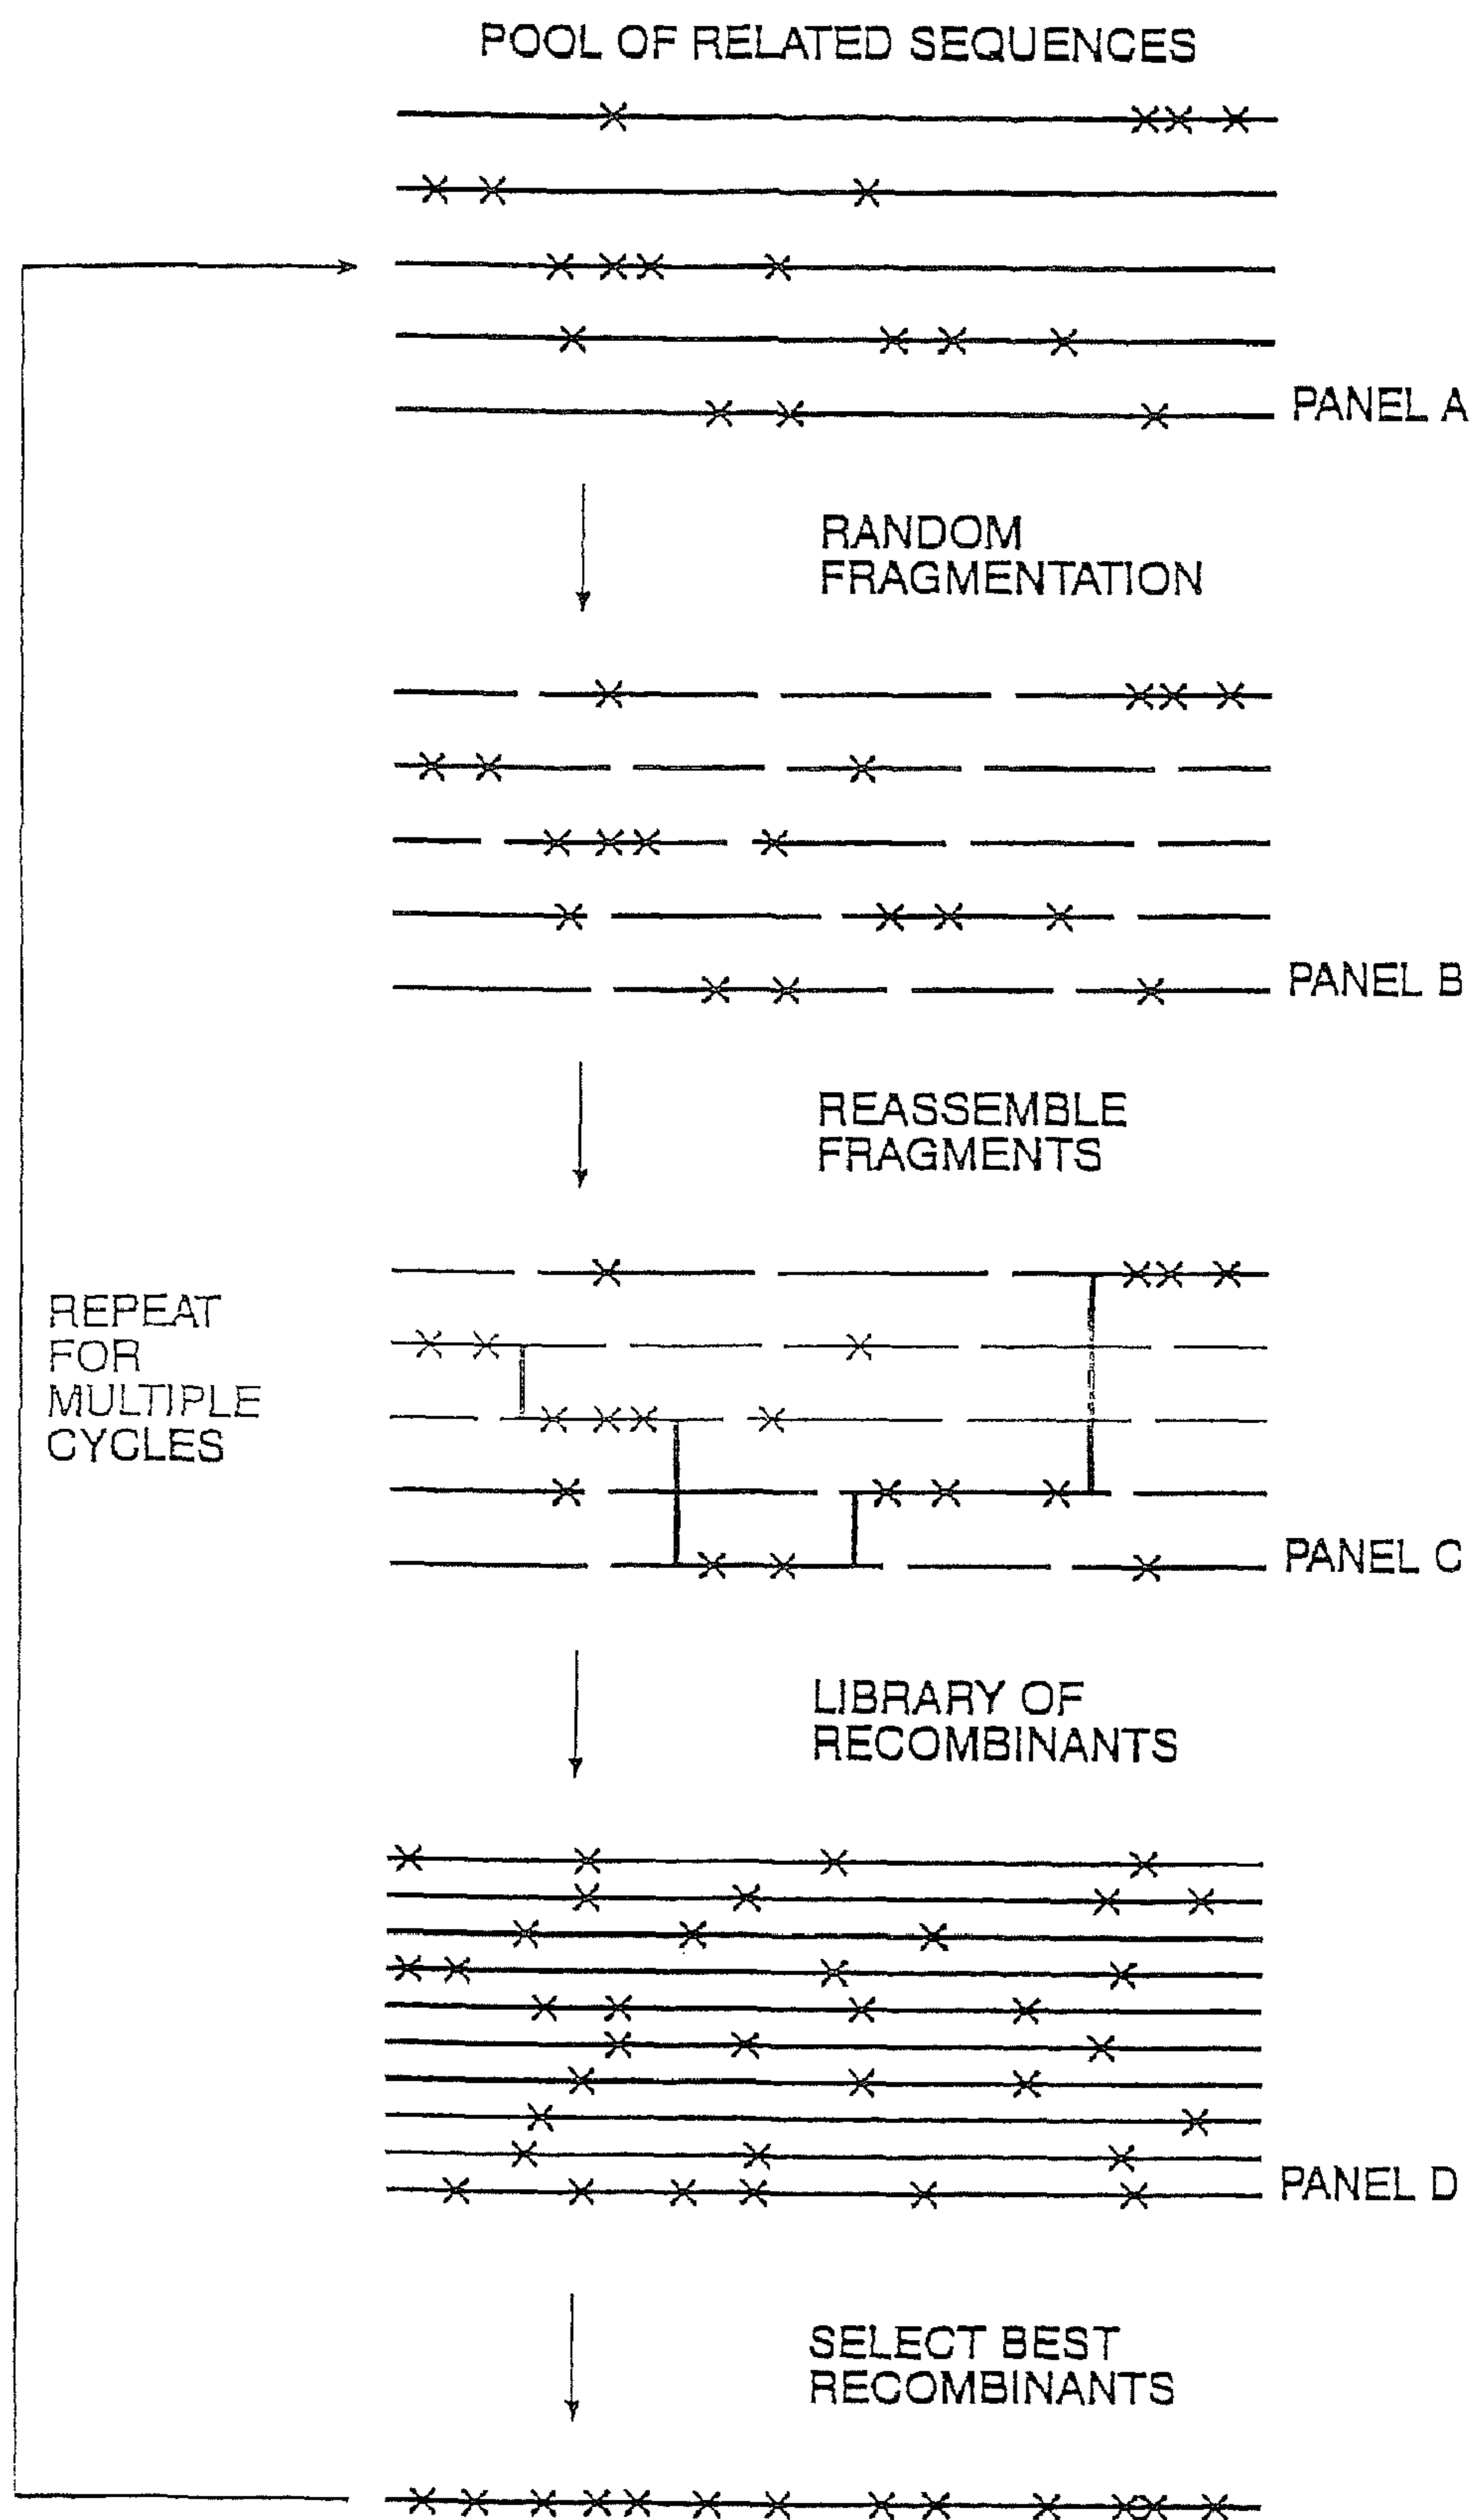 POOL OF RELATED SEQUENCES
PANEL A
RANDOM
FRAGMENTATION
PANEL B
REASSEMBLE
FRAGMENTS
REPEAT
FOR
MULTIPLE
CYCLES
PANEL C
LIBRARY OF
RECOMBINANTS
PANEL D
SELECT BEST
RECOMBINANTS